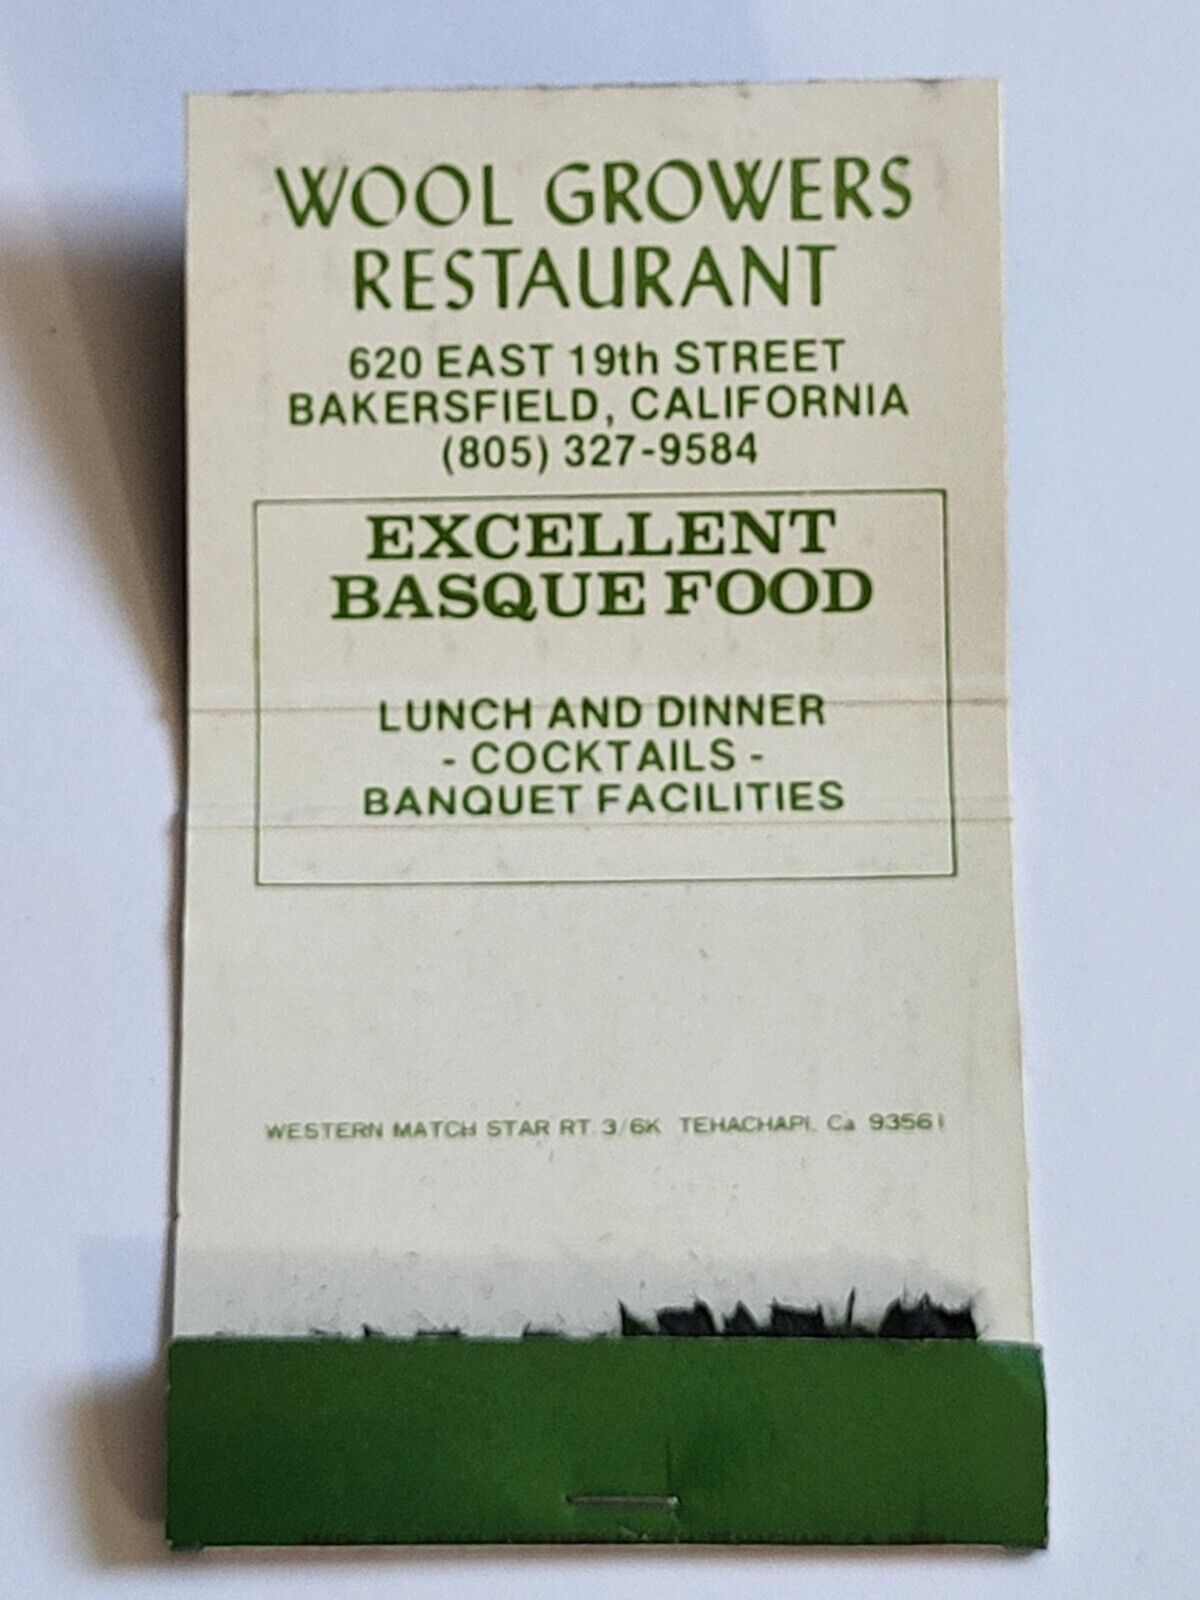 WOOL GROWERS
RESTAURANT
620 EAST 19th STREET
BAKERSFIELD, CALIFORNIA
(805) 327-9584
EXCELLENT
BASQUE FOOD
LUNCH AND DINNER
- COCKTAILS -
BANQUET FACILITIES
WESTERN MATCH STAR RT. 3/6K TEHACHAPI, Ca 93561